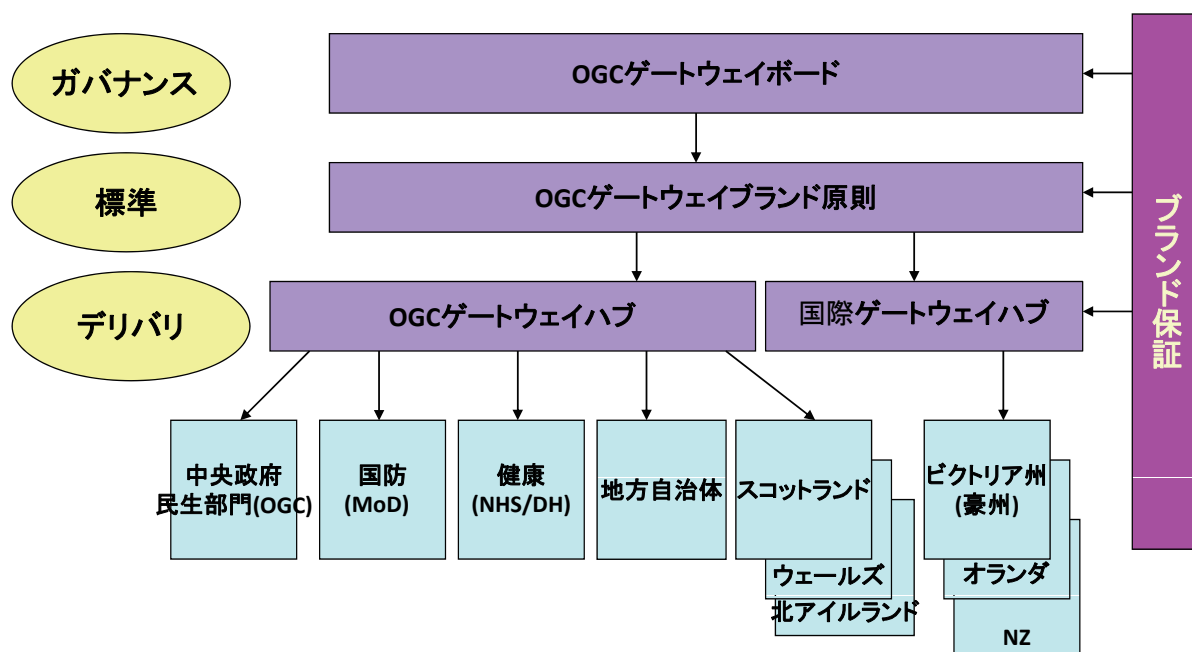 ガバナンス
OGCゲートウェイボード
標準
OGCゲートウェイブランド原則
デリバリ
OGCゲートウェイハブ
国際ゲートウェイハブ
ブランド保証
中央政府
民生部門(OGC)
国防
(MoD)
健康
(NHS/DH)
地方自治体
スコットランド
ウェールズ
北アイルランド
ビクトリア州
(豪州)
オランダ
NZ